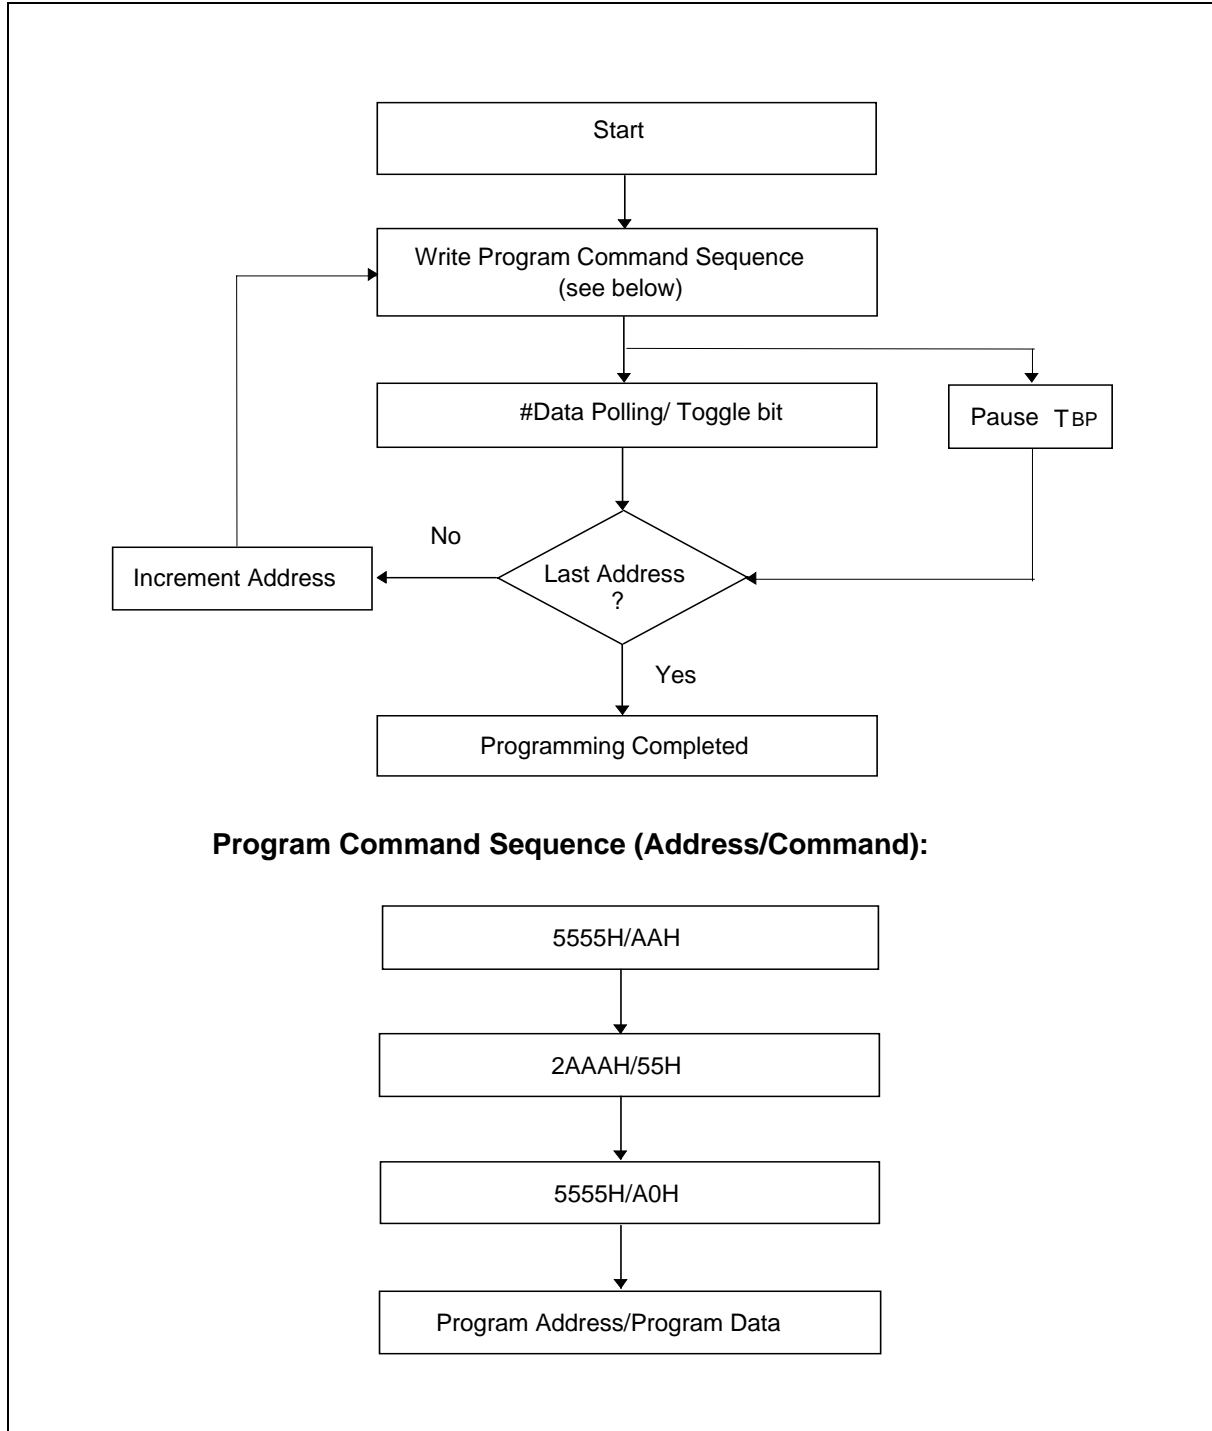 Start
Write Program Command Sequence
(see below)
#Data Polling/ Toggle bit
Pause TBP
No
Increment Address
Last Address
?
Yes
Programming Completed
Program Command Sequence (Address/Command):
5555H/AAH
2AAAH/55H
5555H/A0H
Program Address/Program Data